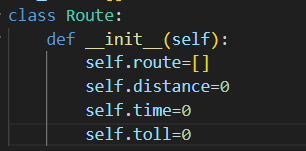 class Route:
    def __init__(self):
        self.route=[]
        self.distance=0
        self.time=0
        self.toll=0